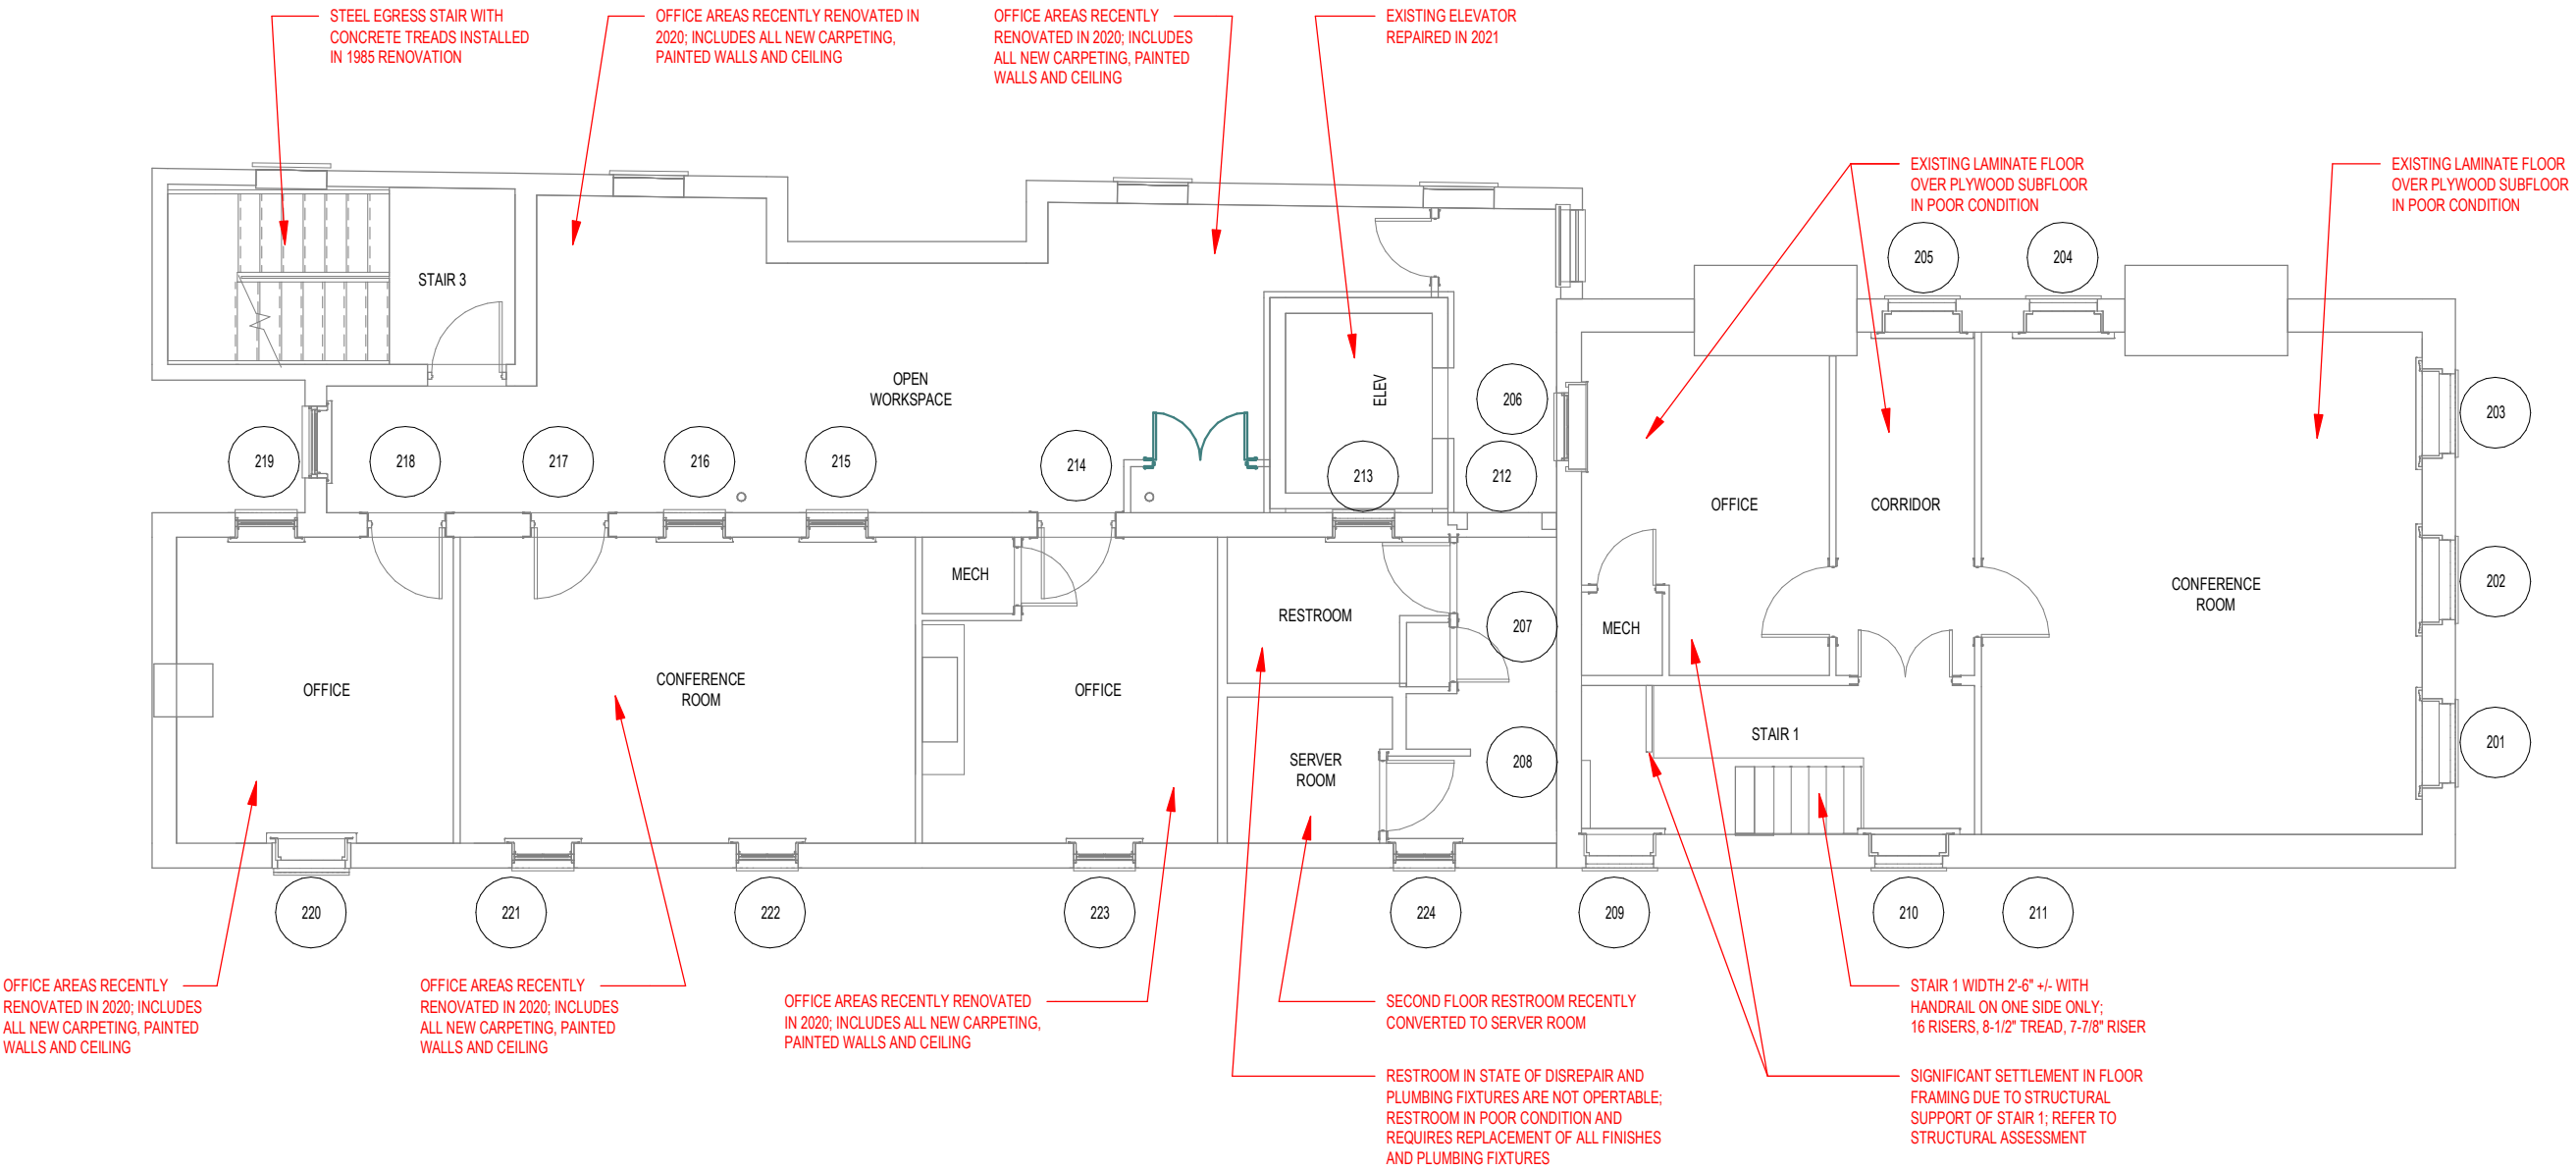 STEEL EGRESS STAIR WITH
CONCRETE TREADS INSTALLED
IN 1985 RENOVATION
OFFICE AREAS RECENTLY RENOVATED IN
2020; INCLUDES ALL NEW CARPETING,
PAINTED WALLS AND CEILING
OFFICE AREAS RECENTLY
RENOVATED IN 2020; INCLUDES
ALL NEW CARPETING, PAINTED
WALLS AND CEILING
EXISTING ELEVATOR
REPAIRED IN 2021
EXISTING LAMINATE FLOOR
OVER PLYWOOD SUBFLOOR
IN POOR CONDITION
EXISTING LAMINATE FLOOR
OVER PLYWOOD SUBFLOOR
IN POOR CONDITION
205
204
STAIR 3
OPEN
WORKSPACE
ELEV
206
203
219
218
217
216
215
214
213
212
OFFICE
CORRIDOR
MECH
RESTROOM
207
MECH
CONFERENCE
ROOM
202
OFFICE
CONFERENCE
ROOM
OFFICE
SERVER
ROOM
208
STAIR 1
201
220
221
222
223
224
209
210
211
OFFICE AREAS RECENTLY
RENOVATED IN 2020; INCLUDES
ALL NEW CARPETING, PAINTED
WALLS AND CEILING
OFFICE AREAS RECENTLY
RENOVATED IN 2020; INCLUDES
ALL NEW CARPETING, PAINTED
WALLS AND CEILING
OFFICE AREAS RECENTLY RENOVATED
IN 2020; INCLUDES ALL NEW CARPETING,
PAINTED WALLS AND CEILING
SECOND FLOOR RESTROOM RECENTLY
CONVERTED TO SERVER ROOM
RESTROOM IN STATE OF DISREPAIR AND
PLUMBING FIXTURES ARE NOT OPERTABLE;
RESTROOM IN POOR CONDITION AND
REQUIRES REPLACEMENT OF ALL FINISHES
AND PLUMBING FIXTURES
STAIR 1 WIDTH 2'-6" +/- WITH
HANDRAIL ON ONE SIDE ONLY;
16 RISERS, 8-1/2" TREAD, 7-7/8" RISER
SIGNIFICANT SETTLEMENT IN FLOOR
FRAMING DUE TO STRUCTURAL
SUPPORT OF STAIR 1; REFER TO
STRUCTURAL ASSESSMENT